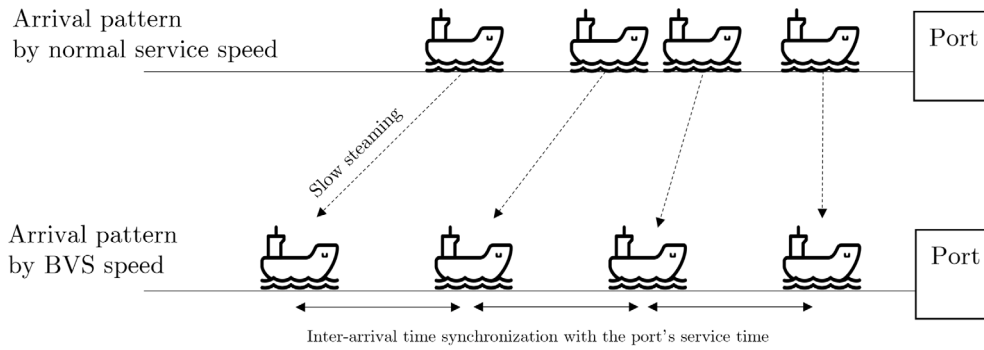 Arrival pattern
by normal service speed
Port
Slow steaming
Arrival pattern
by BVS speed
Port
Inter-arrival time synchronization with the port's service time